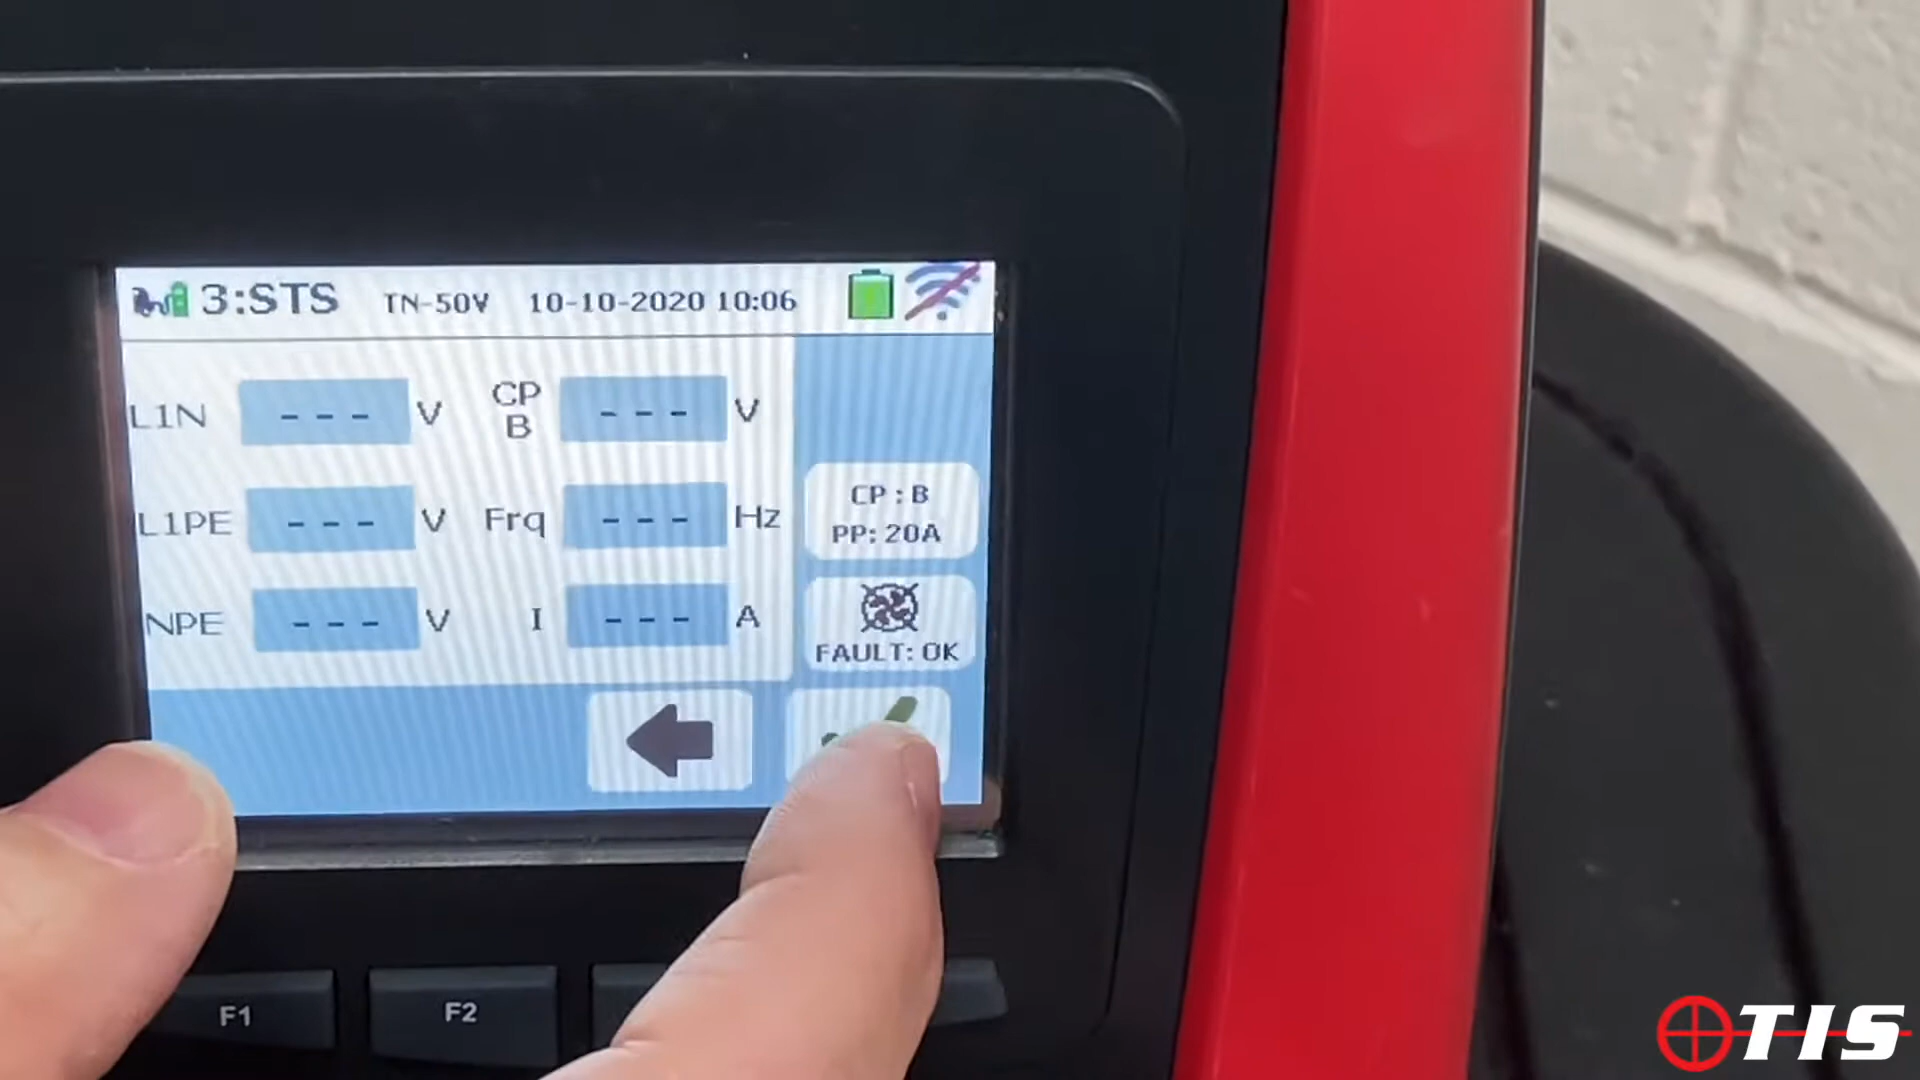 3:STS TN-50V 10-10-2020 10:06
L1N - - - V CP B - - - V
L1PE - - - V Frq - - - Hz
NPE - - - V I - - - A
CP : B
PP: 20A
FAULT: OK
F1 F2
TIS